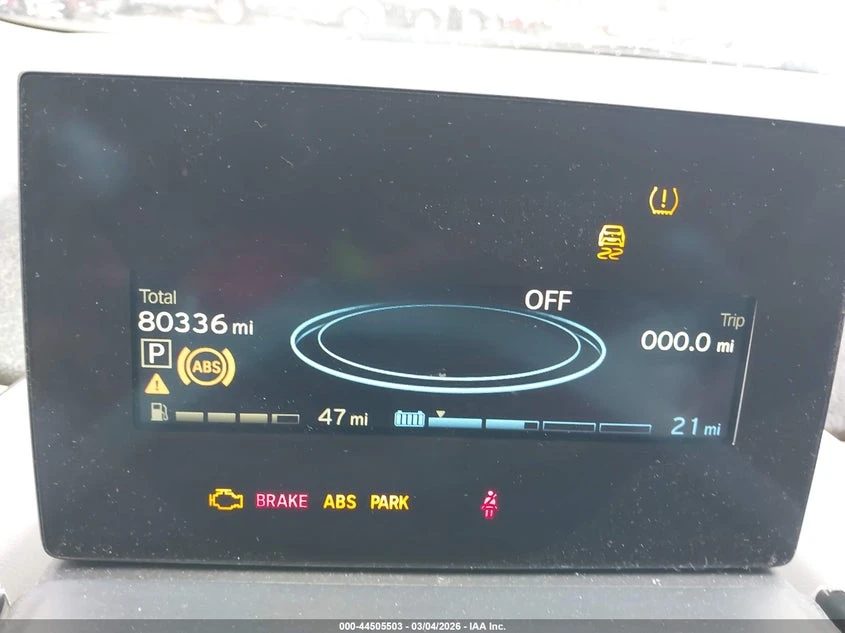 Total
80336 mi
OFF
Trip
000.0 mi
P
ABS
47 mi
21 mi
BRAKE ABS PARK
000-44505503 - 03/04/2026 - IAA Inc.